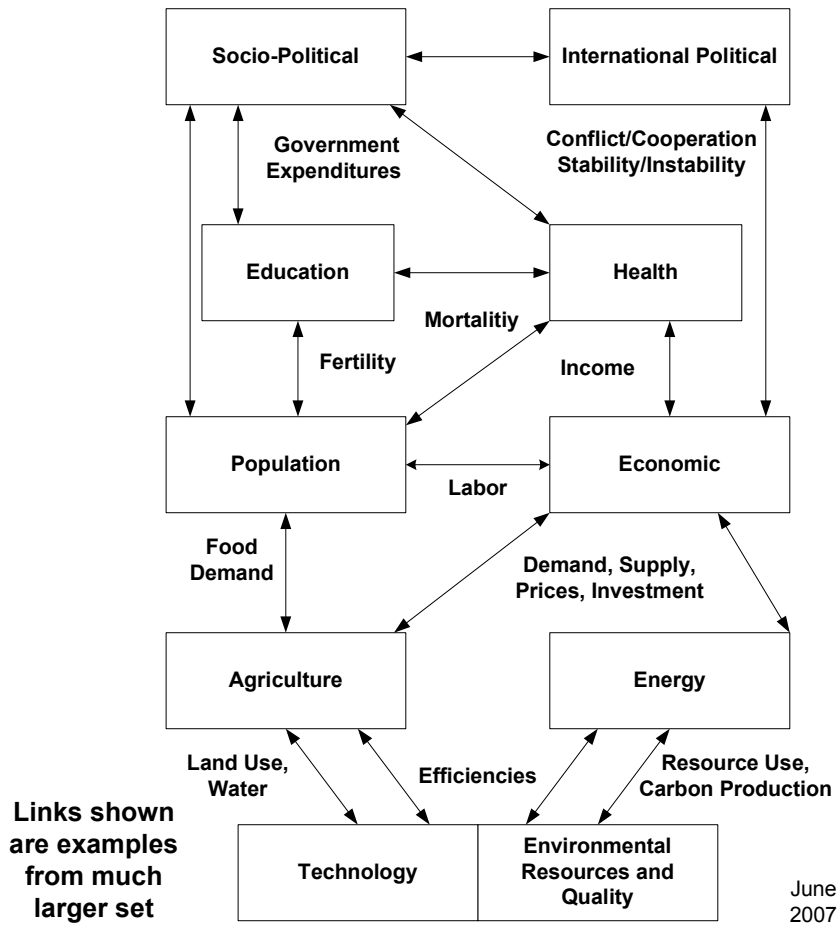 Socio-Political
International Political
Government
Expenditures
Conflict/Cooperation
Stability/Instability
Education
Health
Mortalitiy
Fertility
Income
Population
Economic
Labor
Food
Demand
Demand, Supply,
Prices, Investment
Agriculture
Energy
Land Use,
Water
Efficiencies
Resource Use,
Carbon Production
Links shown
are examples
from much
larger set
Technology
Environmental
Resources and
Quality
June
2007